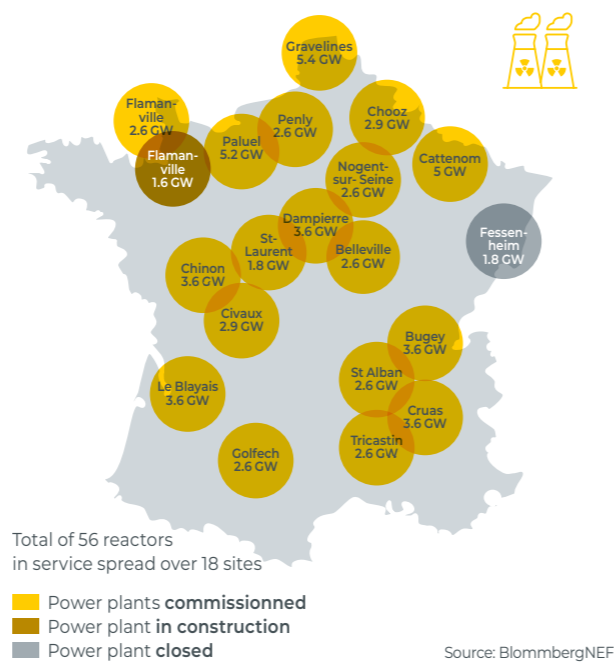 Gravelines
5.4 GW
Flaman-
ville
2.6 GW
Penly
2.6 GW
Chooz
2.9 GW
Paluel
5.2 GW
Flaman-
ville
1.6 GW
Cattenom
5 GW
Nogent-
sur- Seine
2.6 GW
Dampierre
3.6 GW
Fessen-
heim
1.8 GW
St-
Laurent
1.8 GW
Belleville
2.6 GW
Chinon
3.6 GW
Civaux
2.9 GW
Bugey
3.6 GW
St Alban
2.6 GW
Le Blayais
3.6 GW
Cruas
3.6 GW
Tricastin
2.6 GW
Golfech
2.6 GW
Total of 56 reactors
in service spread over 18 sites
Power plants commissionned
Power plant in construction
Power plant closed
Source: BlommbergNEF